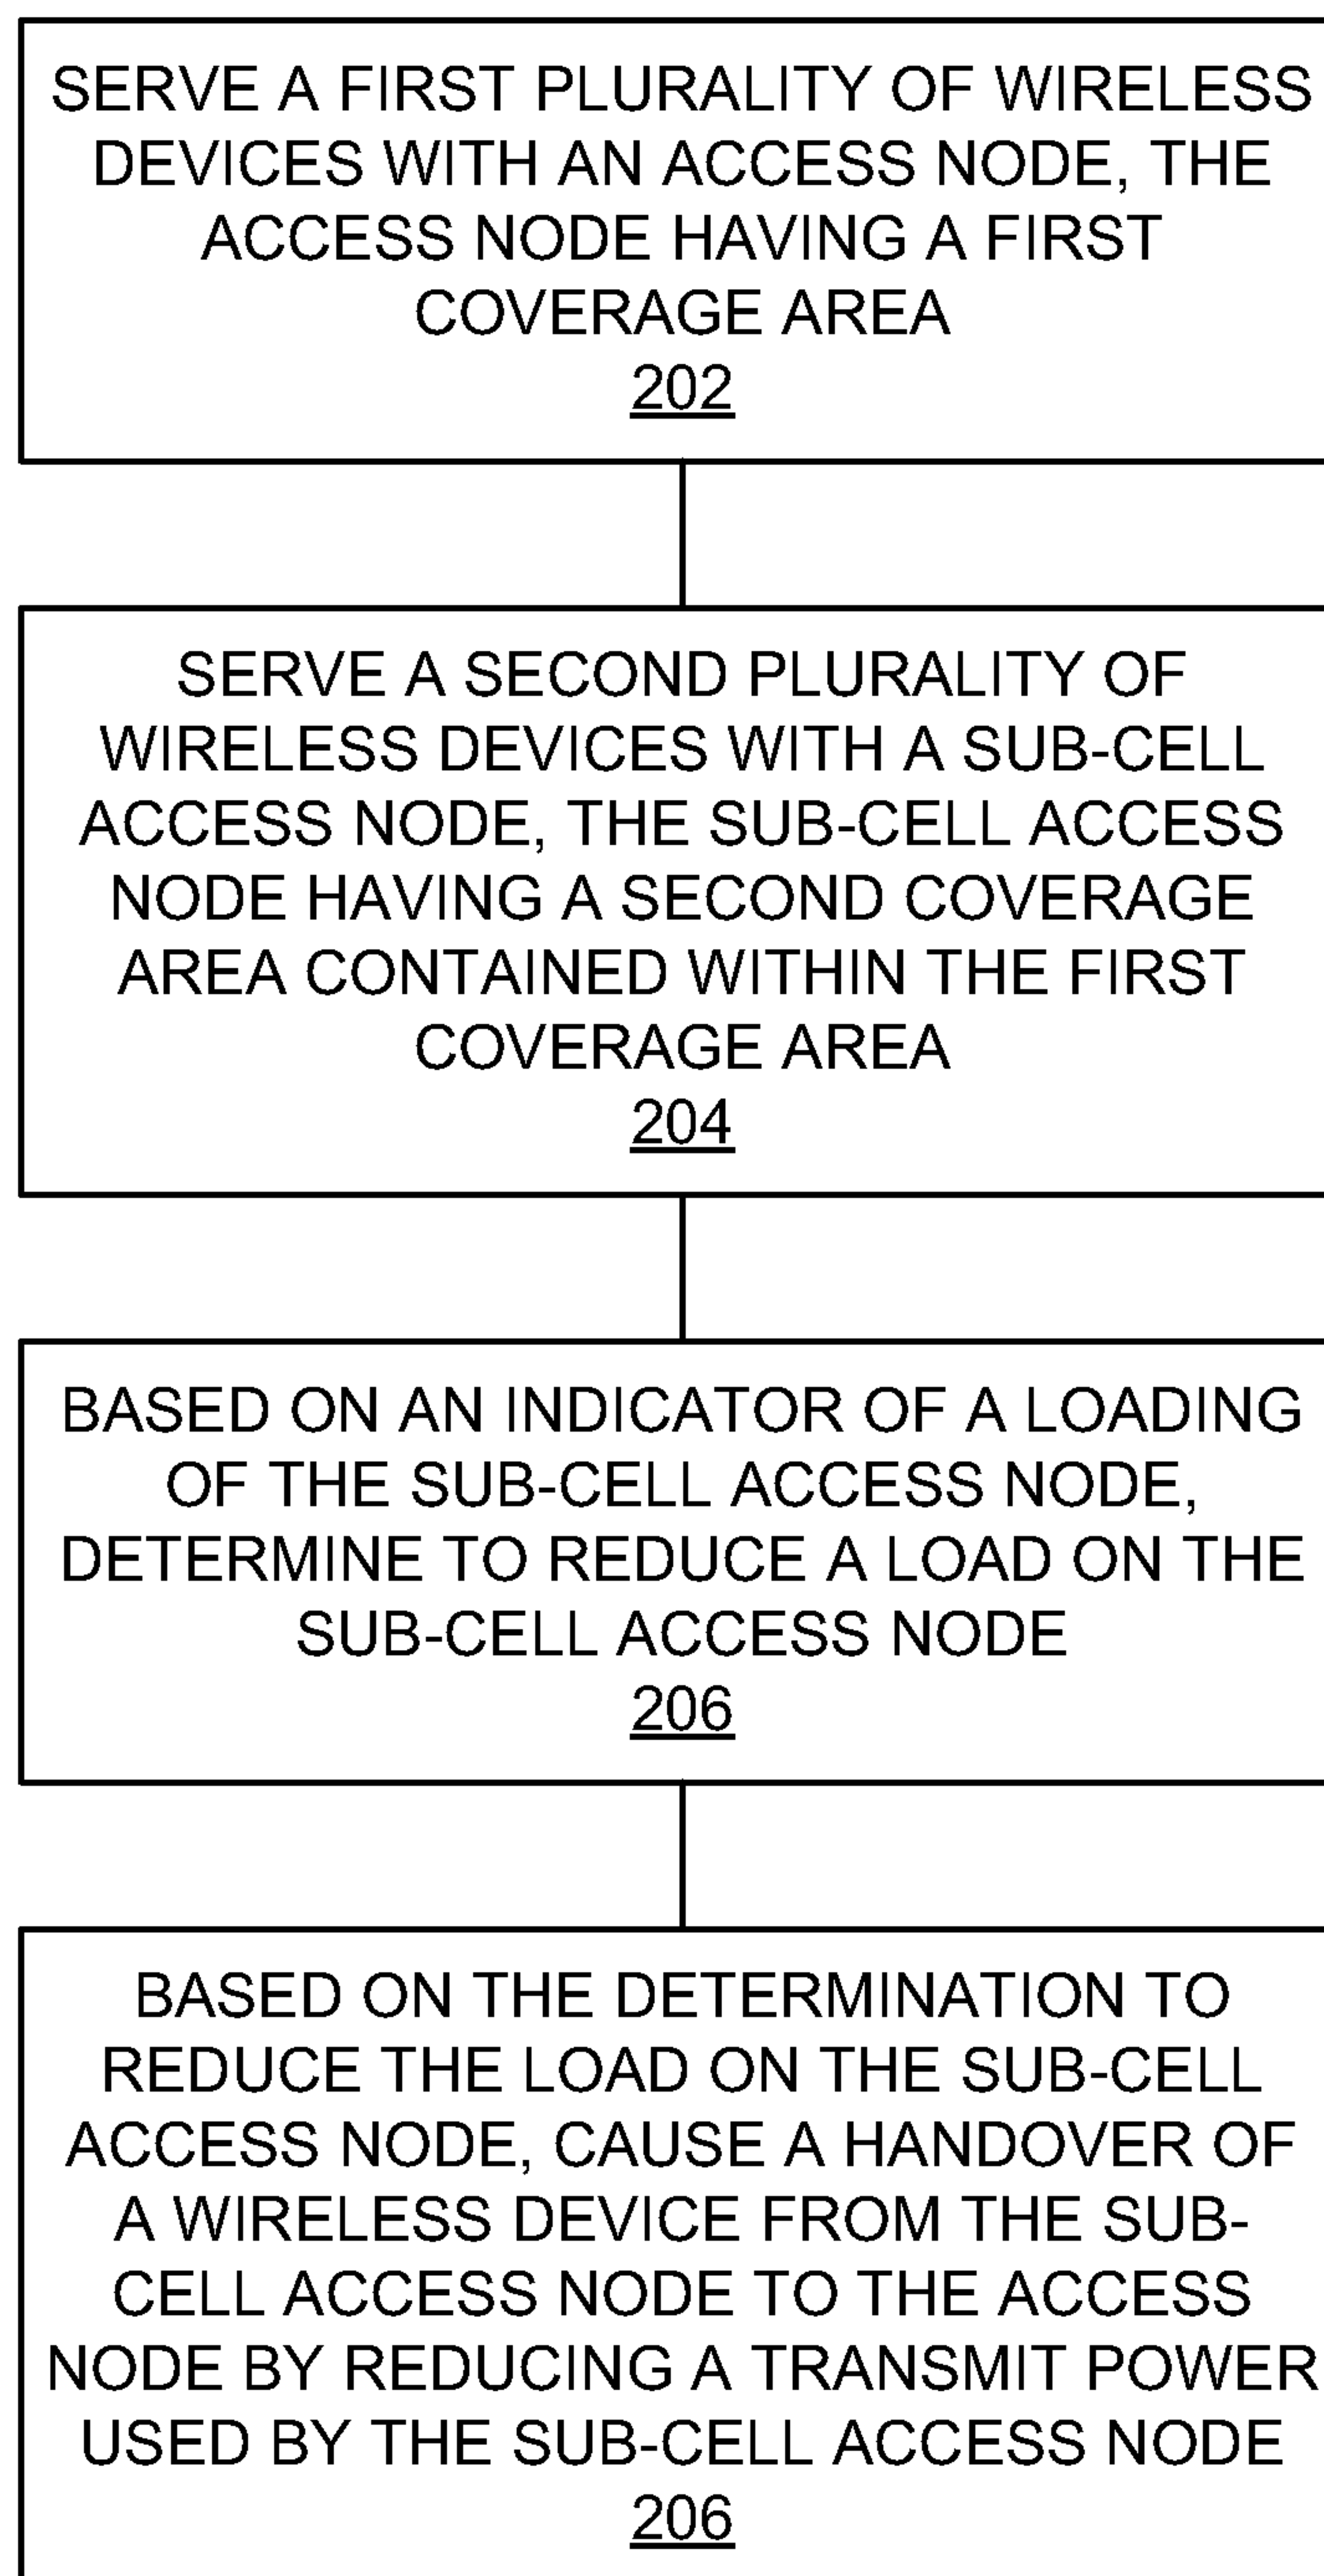 SERVE A FIRST PLURALITY OF WIRELESS
DEVICES WITH AN ACCESS NODE, THE
ACCESS NODE HAVING A FIRST
COVERAGE AREA
202
SERVE A SECOND PLURALITY OF
WIRELESS DEVICES WITH A SUB-CELL
ACCESS NODE, THE SUB-CELL ACCESS
NODE HAVING A SECOND COVERAGE
AREA CONTAINED WITHIN THE FIRST
COVERAGE AREA
204
BASED ON AN INDICATOR OF A LOADING
OF THE SUB-CELL ACCESS NODE,
DETERMINE TO REDUCE A LOAD ON THE
SUB-CELL ACCESS NODE
206
BASED ON THE DETERMINATION TO
REDUCE THE LOAD ON THE SUB-CELL
ACCESS NODE, CAUSE A HANDOVER OF
A WIRELESS DEVICE FROM THE SUB-
CELL ACCESS NODE TO THE ACCESS
NODE BY REDUCING A TRANSMIT POWER
USED BY THE SUB-CELL ACCESS NODE
206